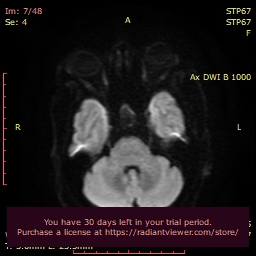 Im: 7/48
Se: 4
A
STP67
STP67
F
Ax DWI B 1000
R
L
You have 30 days left in your trial period.
Purchase a license at https://radiantviewer.com/store/